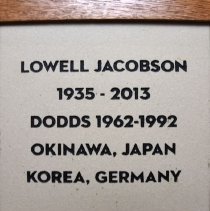 LOWELL JACOBSON
1935 - 2013
DODDS 1962-1992
OKINAWA, JAPAN
KOREA, GERMANY